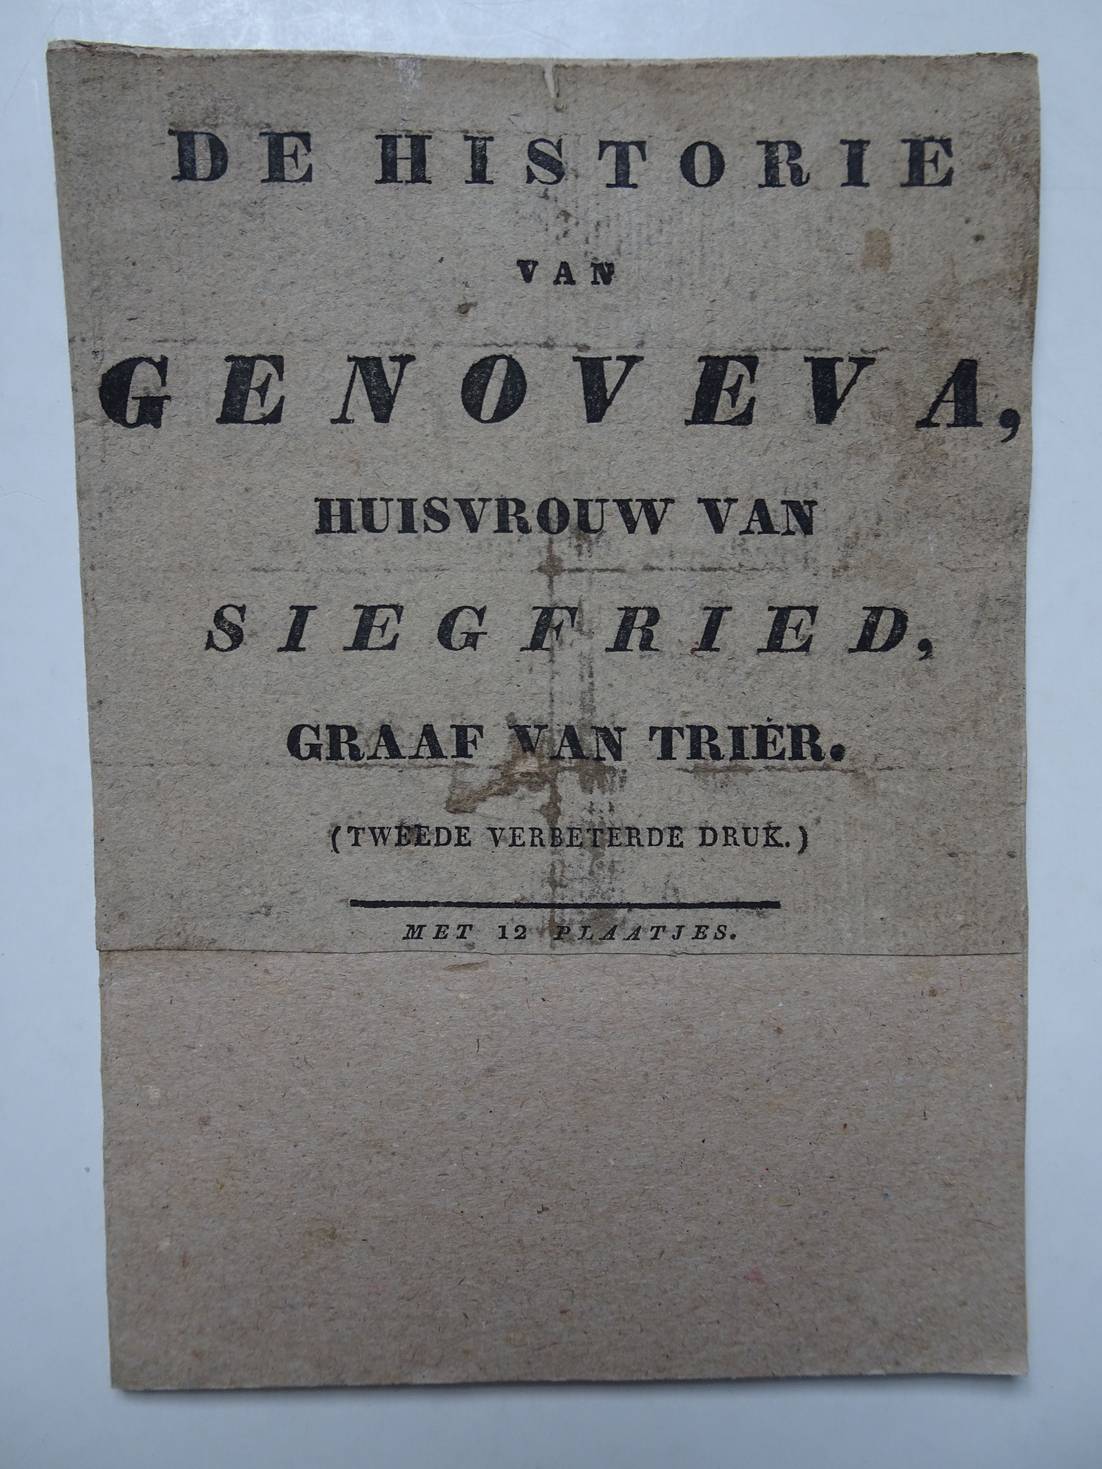 DE HISTORIE
VAN
GENOVEVA,
HUISVROUW VAN
SIEGFRIED,
GRAAF VAN TRIER.
(TWEEDE VERBETERDE DRUK.)
MET 12 PLAATJES.